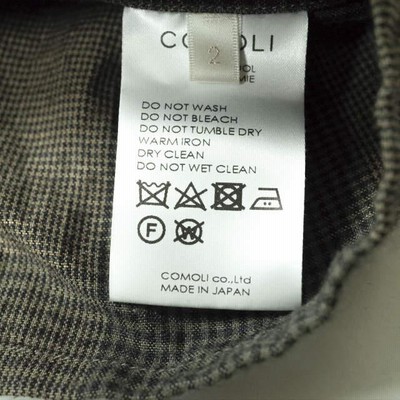 COMOLI
2
DO NOT WASH
DO NOT BLEACH
DO NOT TUMBLE DRY
WARM IRON
DRY CLEAN
DO NOT WET CLEAN
F W
COMOLI co.,Ltd
MADE IN JAPAN